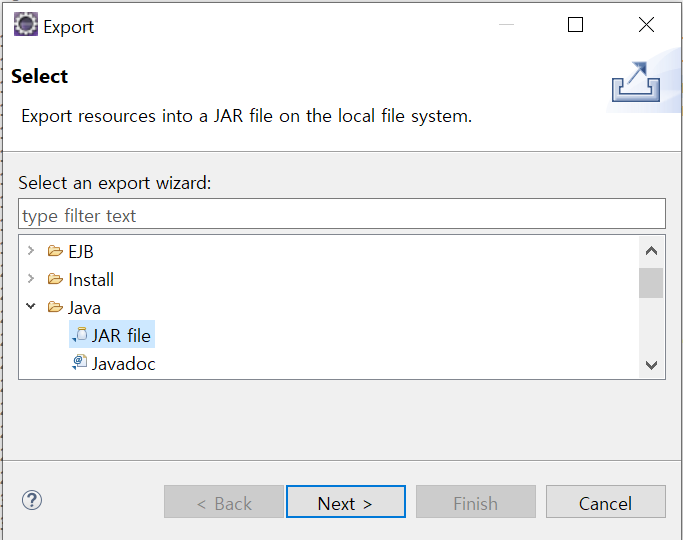 Export
Select
Export resources into a JAR file on the local file system.
Select an export wizard:
type filter text
EJB
Install
Java
JAR file
Javadoc
?
< Back
Next >
Finish
Cancel